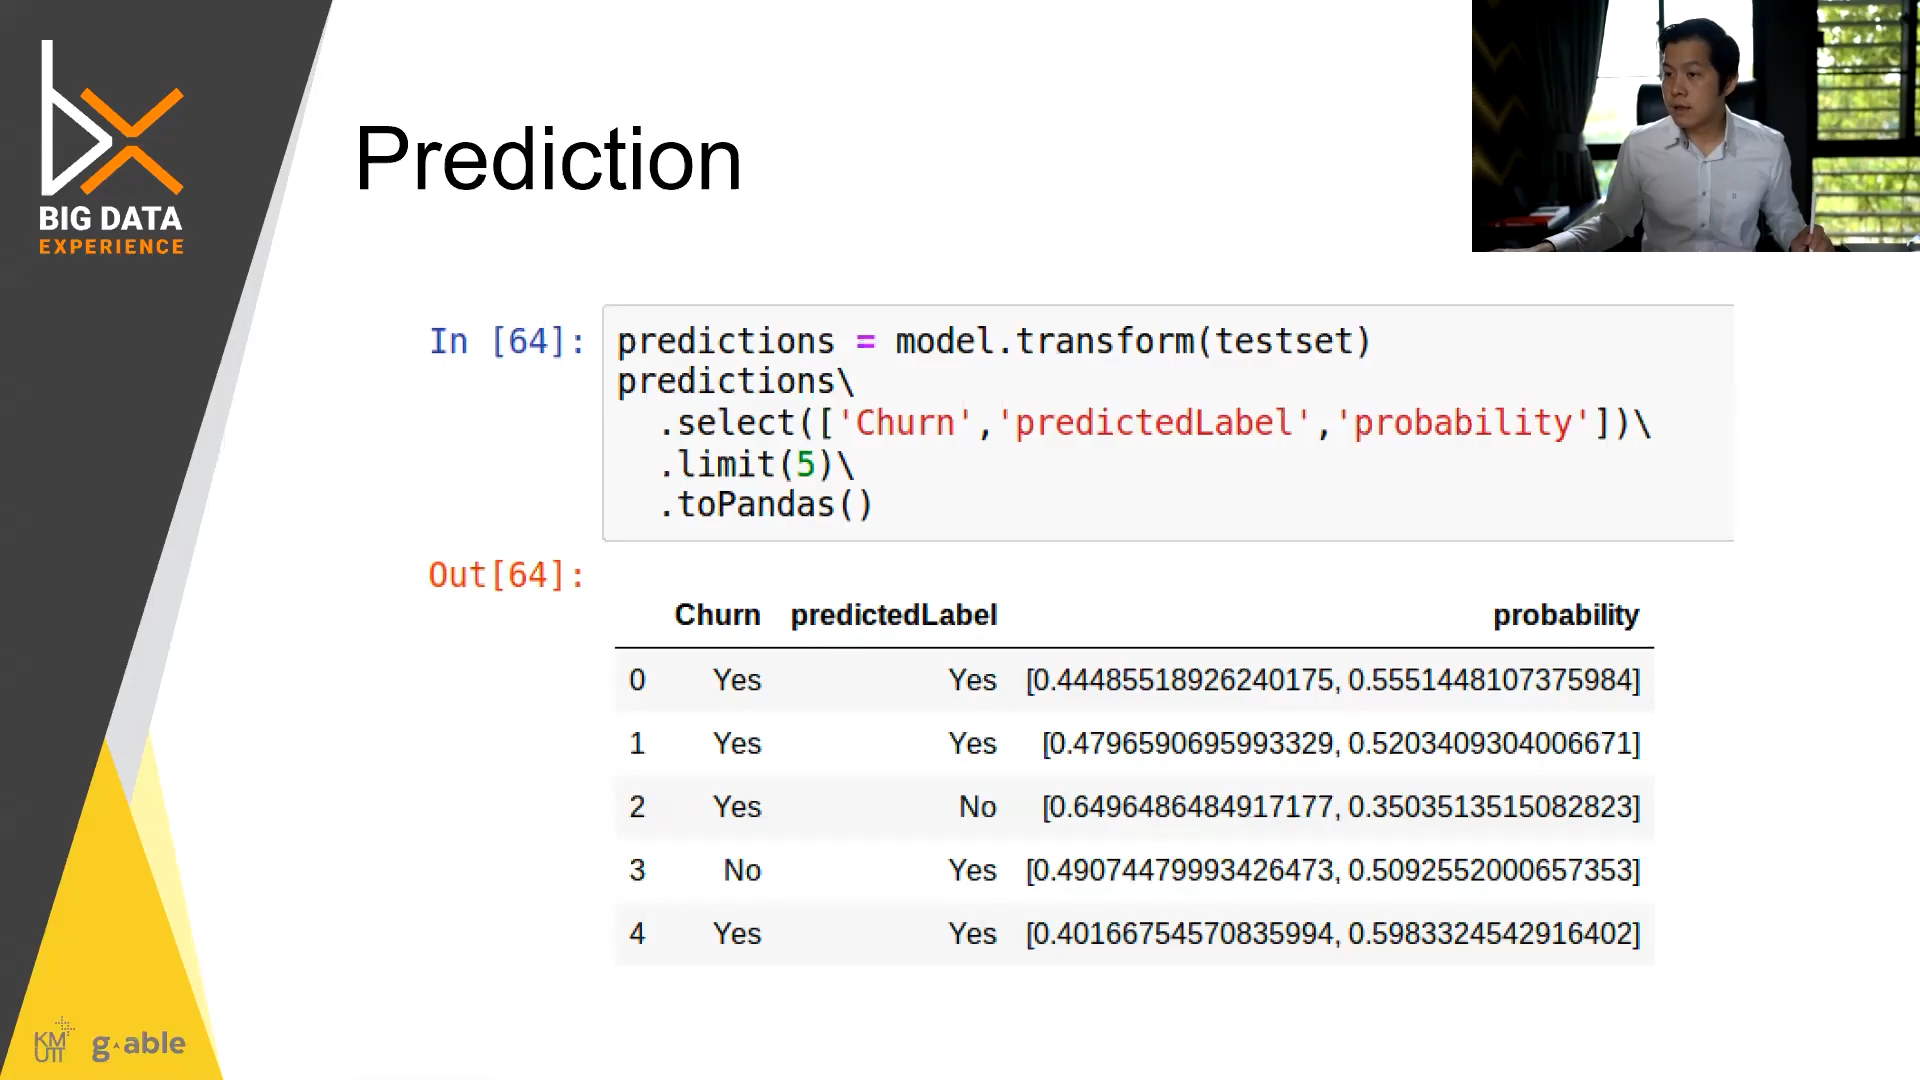 BIG DATA
EXPERIENCE
Prediction
In [64]: predictions = model.transform(testset)
predictions\
.select(['Churn','predictedLabel','probability'])\
.limit(5)\
.toPandas()
Out[64]:
Churn predictedLabel probability
0 Yes Yes [0.44485518926240175, 0.5551448107375984]
1 Yes Yes [0.4796590695993329, 0.5203409304006671]
2 Yes No [0.6496486484917177, 0.3503513515082823]
3 No Yes [0.49074479993426473, 0.5092552000657353]
4 Yes Yes [0.40166754570835994, 0.5983324542916402]
KM
UTT
g-able